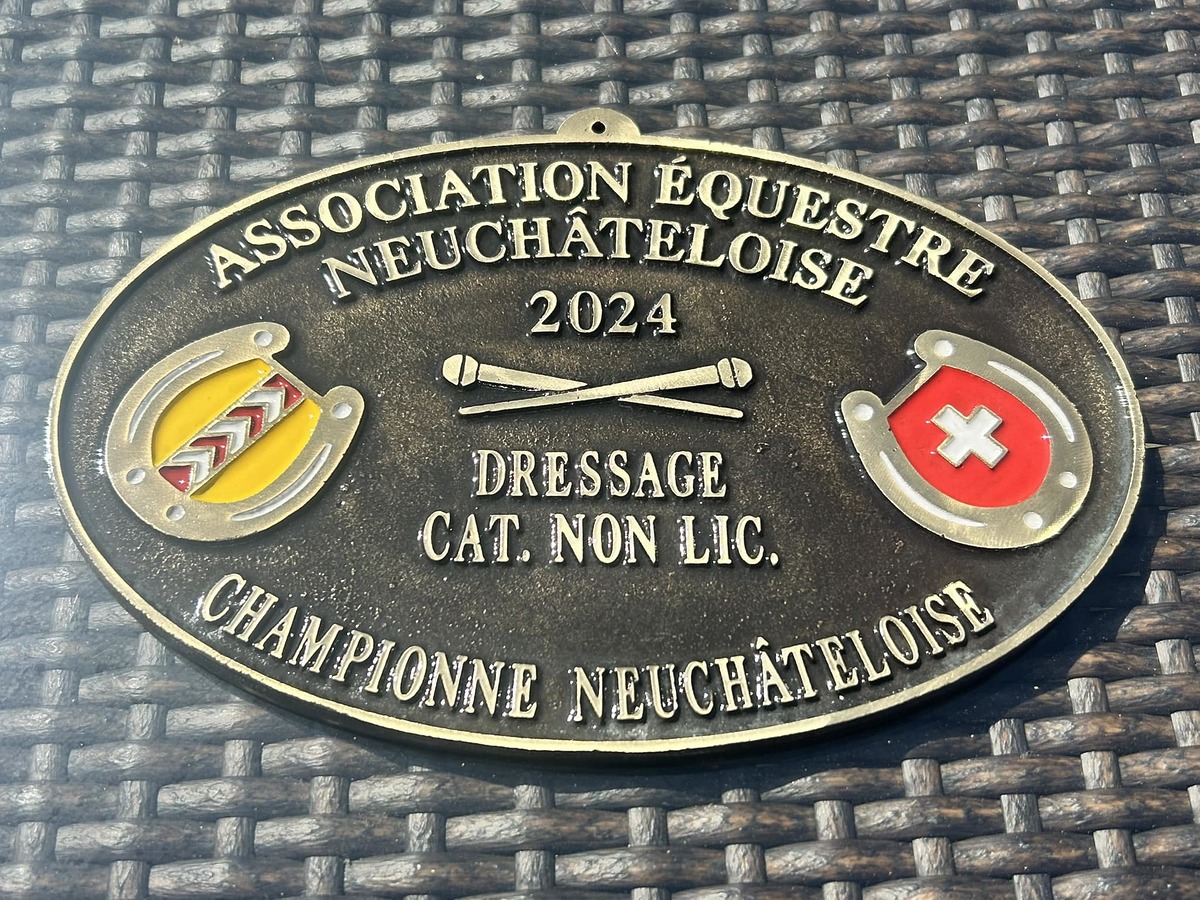 ASSOCIATION ÉQUESTRE
NEUCHÂTELOISE
2024
DRESSAGE
CAT. NON LIC.
CHAMPIONNE NEUCHÂTELOISE